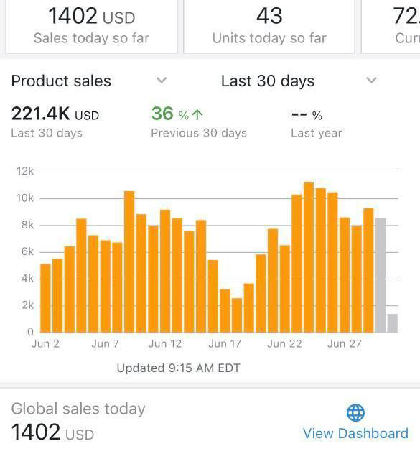 1402 USD
Sales today so far
43
Units today so far
72
Curr
Product sales
Last 30 days
221.4K USD
Last 30 days
36 % ↑
Previous 30 days
-- %
Last year
12k
10k
8k
6k
4k
2k
0
Jun 2 Jun 7 Jun 12 Jun 17 Jun 22 Jun 27
Updated 9:15 AM EDT
Global sales today
1402 USD
View Dashboard